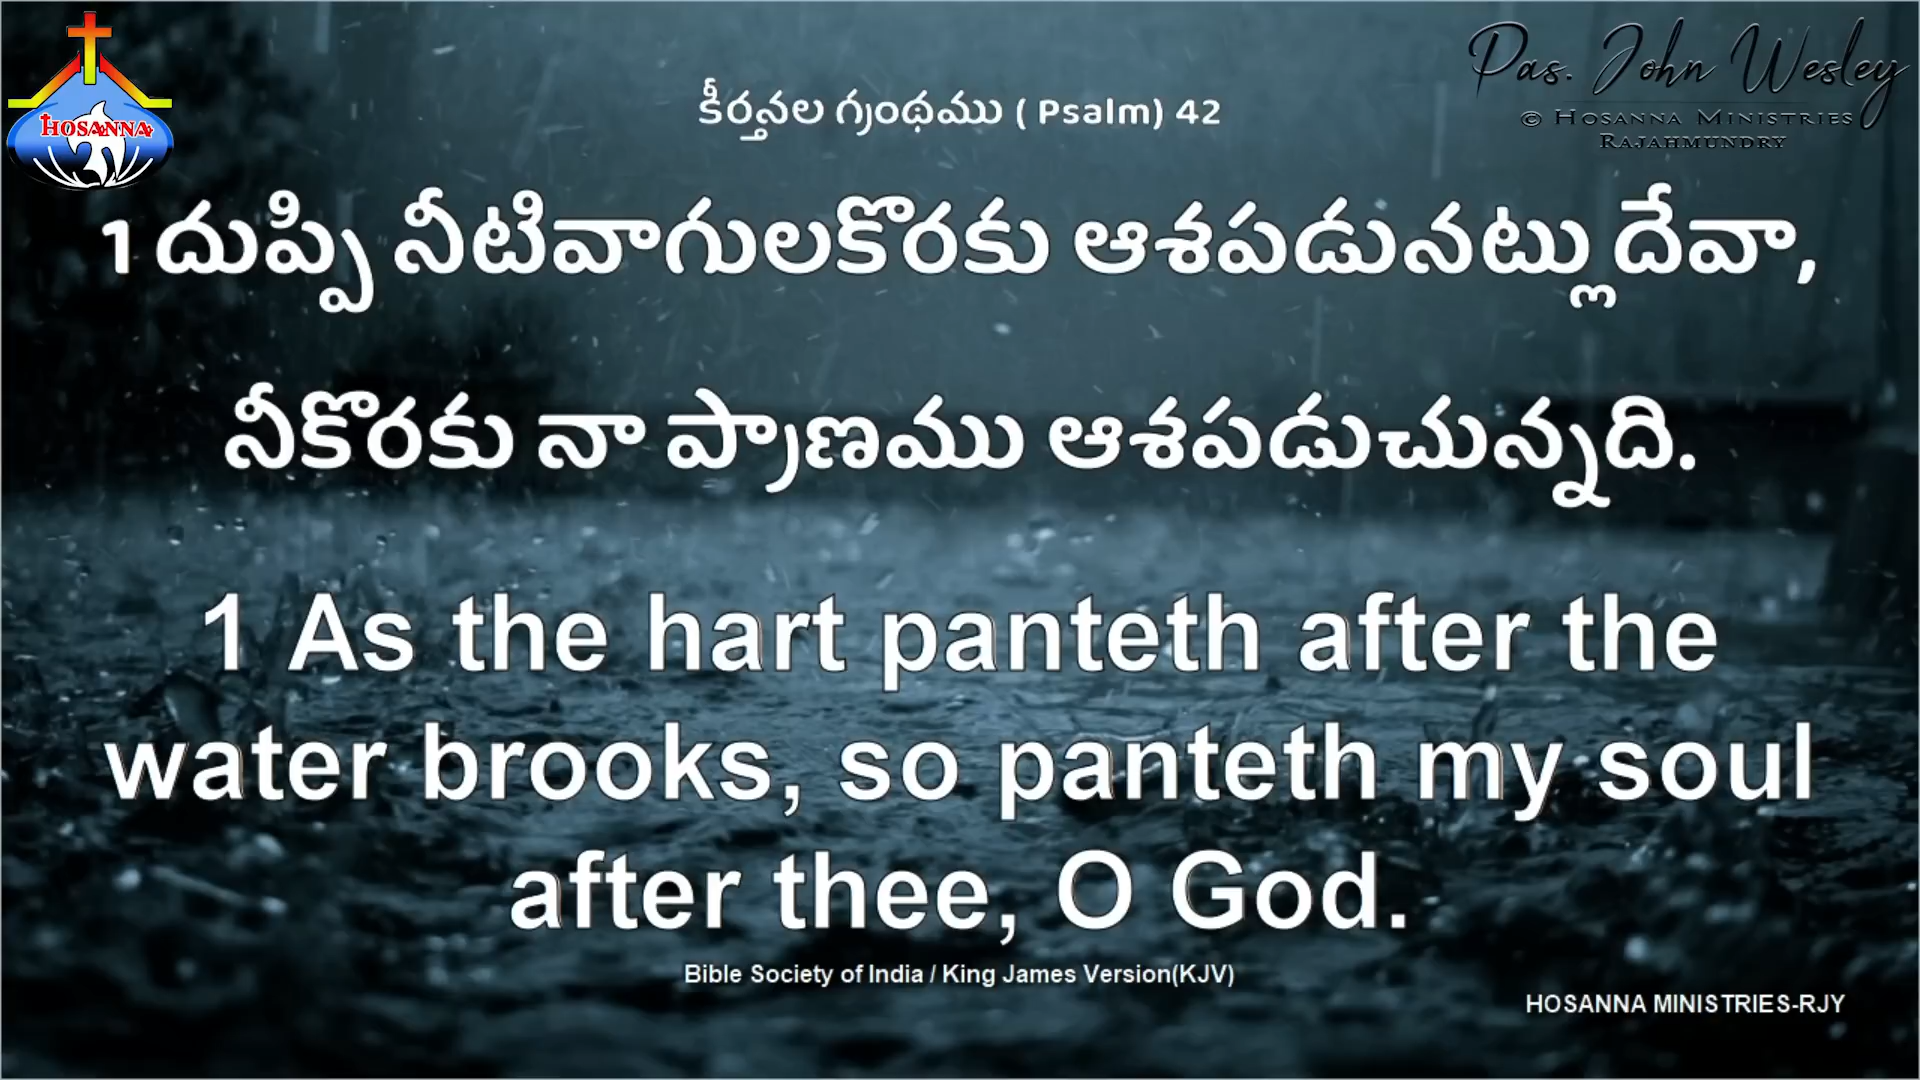 HOSANNA
Pas. John Wesley
© HOSANNA MINISTRIES
RAJAHMUNDRY
కీర్తనల గ్రంథము ( Psalm) 42
1 దుప్పి నీటివాగులకొరకు ఆశపడునట్లు దేవా,
నీకొరకు నా ప్రాణము ఆశపడుచున్నది.
1 As the hart panteth after the
water brooks, so panteth my soul
after thee, O God.
Bible Society of India / King James Version(KJV)
HOSANNA MINISTRIES-RJY